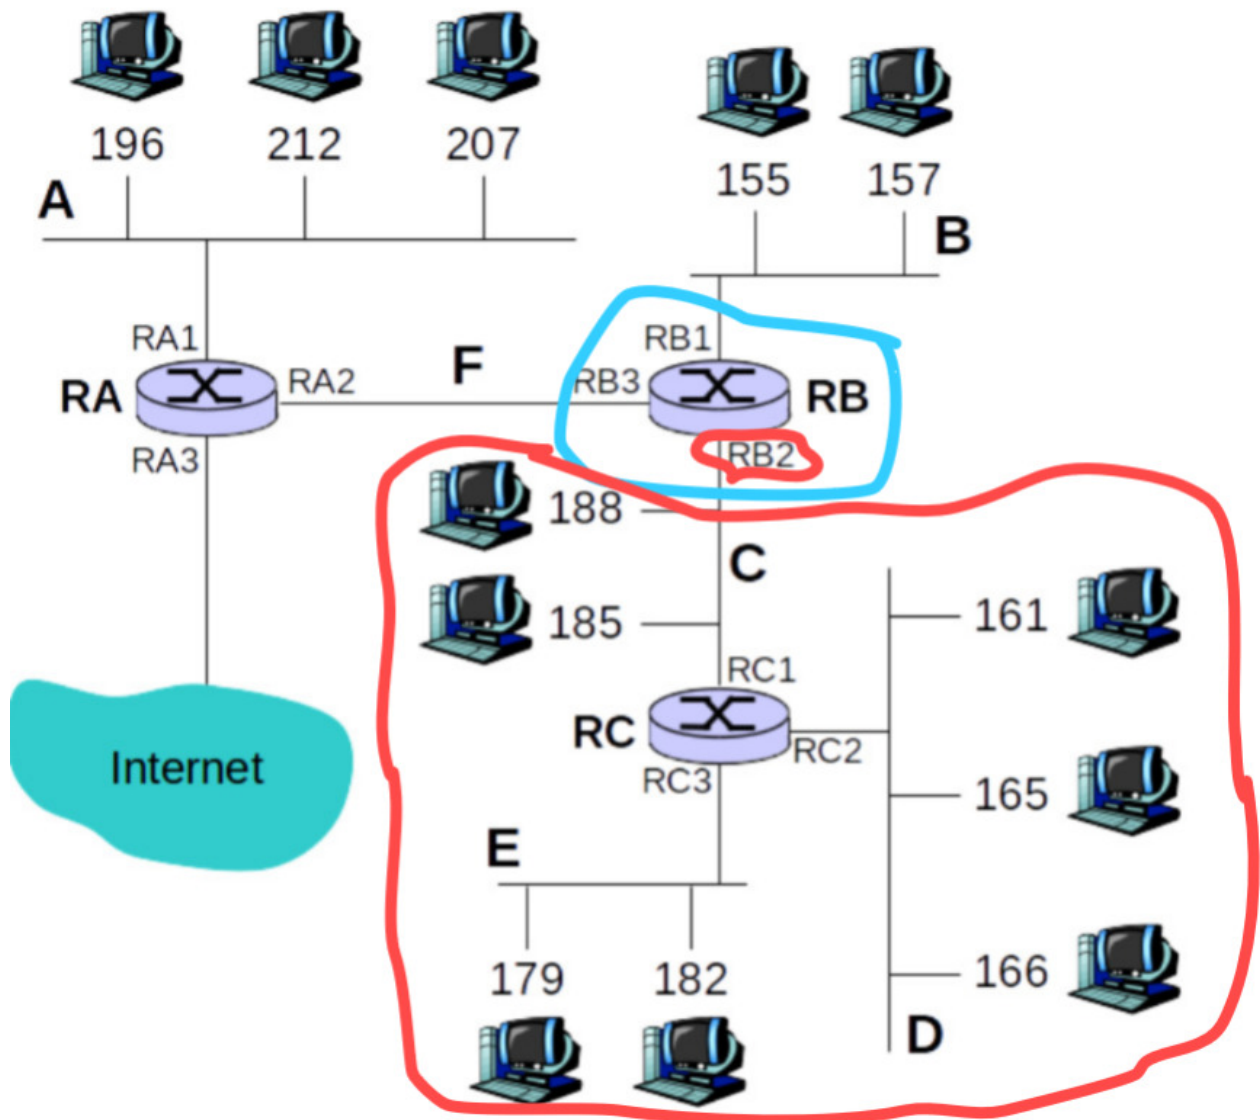 196 212 207
155 157
A
B
RA1
RB1
RA RA2 F RB3 RB
RA3
RB2
188
C
185
161
RC1
RC
RC2
Internet
RC3
165
E
179 182
166
D